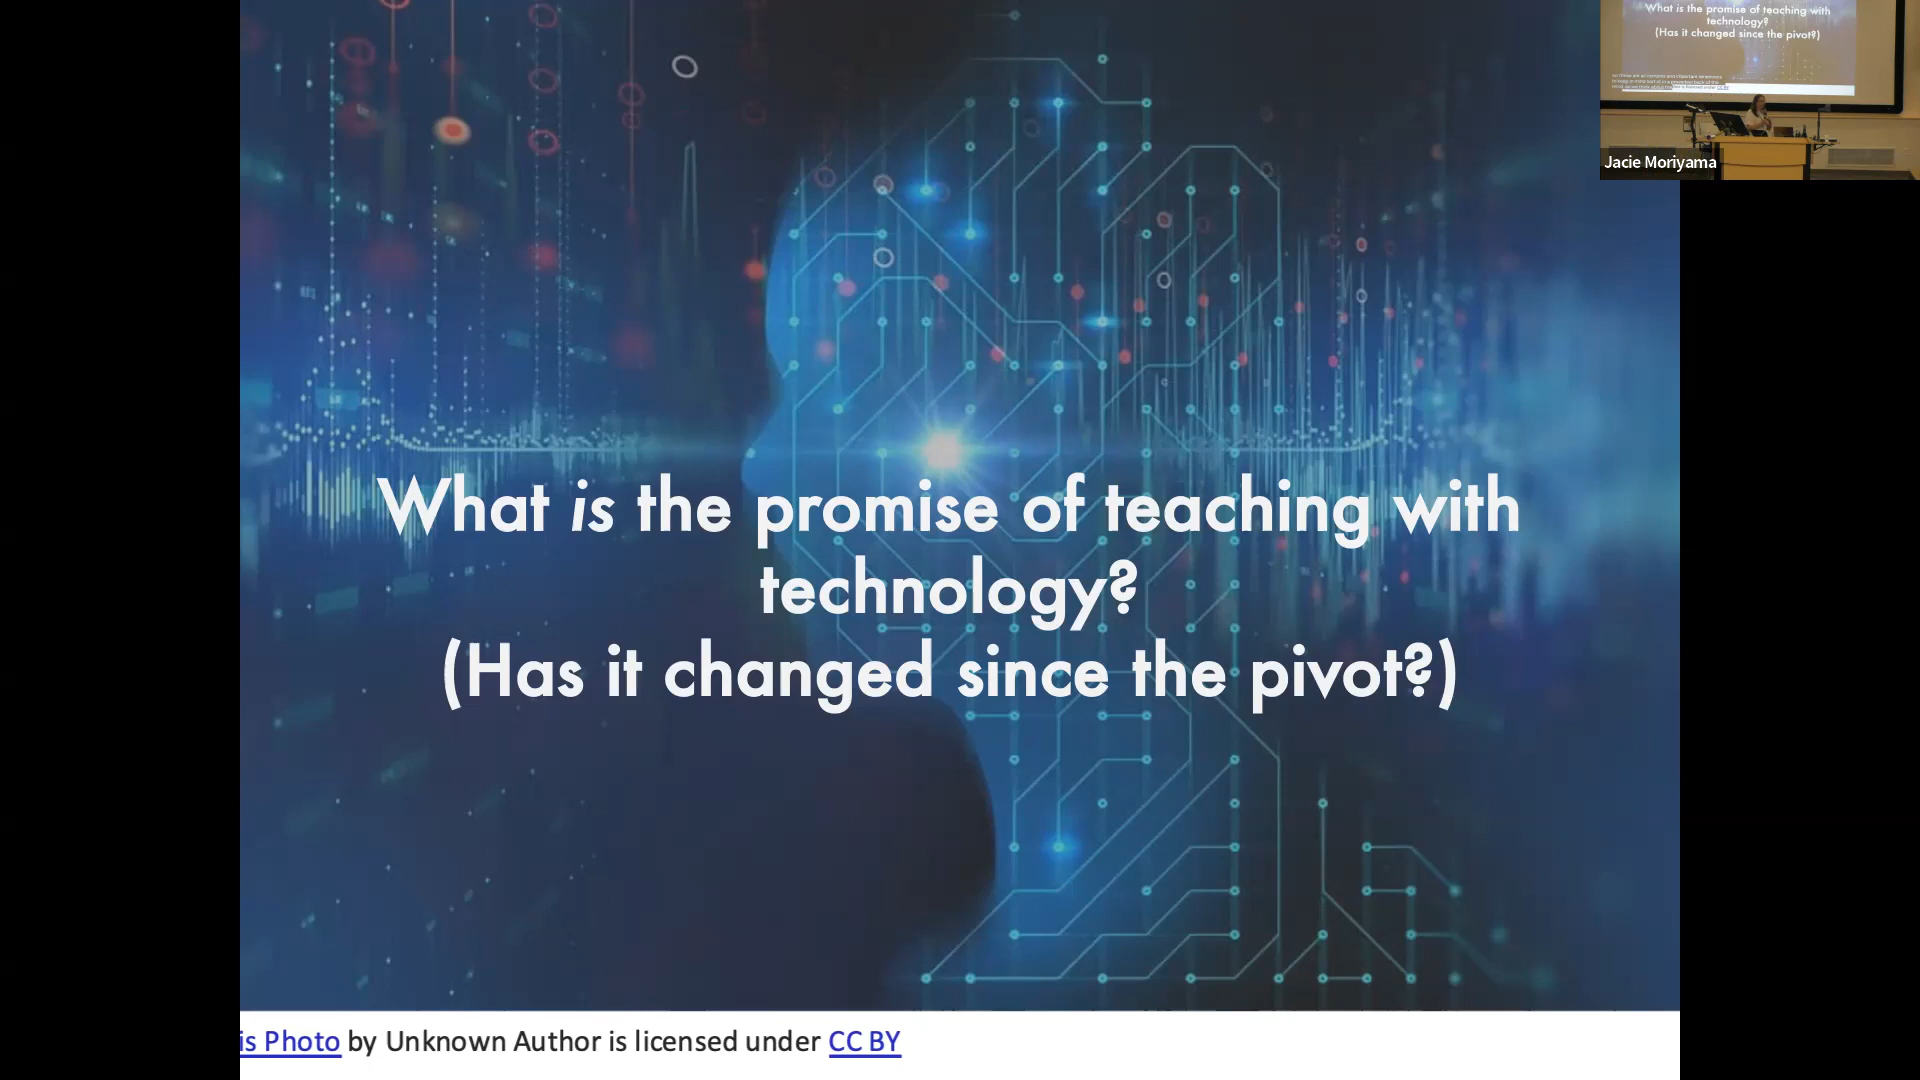 What is the promise of teaching with
technology?
(Has it changed since the pivot?)
is Photo by Unknown Author is licensed under CC BY
What is the promise of teaching with
technology?
(Has it changed since the pivot?)
Jacie Moriyama